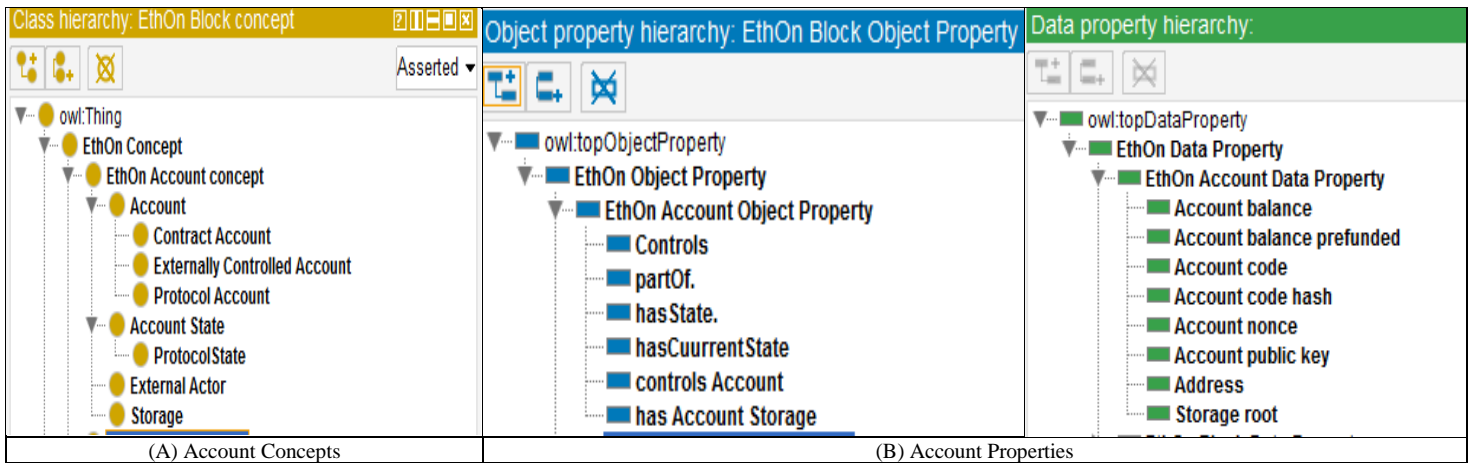 Class hierarchy: EthOn Block concept
Asserted
owl:Thing
EthOn Concept
EthOn Account concept
Account
Contract Account
Externally Controlled Account
Protocol Account
Account State
ProtocolState
External Actor
Storage
(A) Account Concepts
Object property hierarchy: EthOn Block Object Property
owl:topObjectProperty
EthOn Object Property
EthOn Account Object Property
Controls
partOf.
hasState.
hasCuurrentState
controls Account
has Account Storage
Data property hierarchy:
owl:topDataProperty
EthOn Data Property
EthOn Account Data Property
Account balance
Account balance prefunded
Account code
Account code hash
Account nonce
Account public key
Address
Storage root
(B) Account Properties